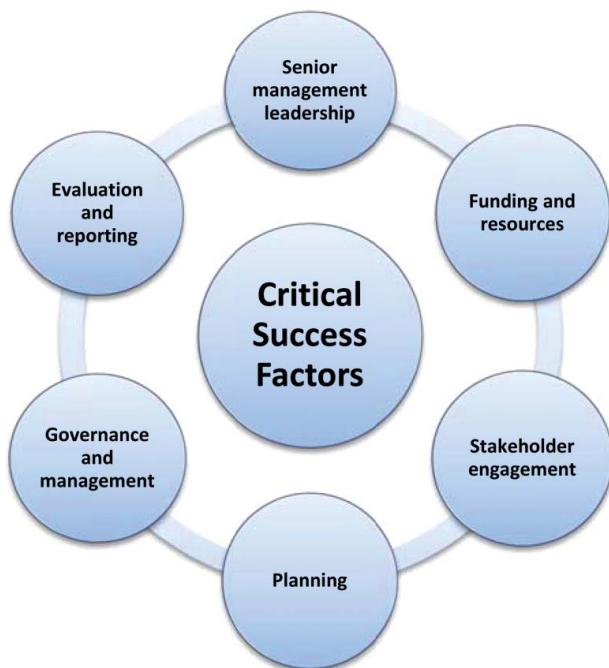 Senior
management
leadership
Evaluation
and
reporting
Funding and
resources
Critical
Success
Factors
Governance
and
management
Stakeholder
engagement
Planning